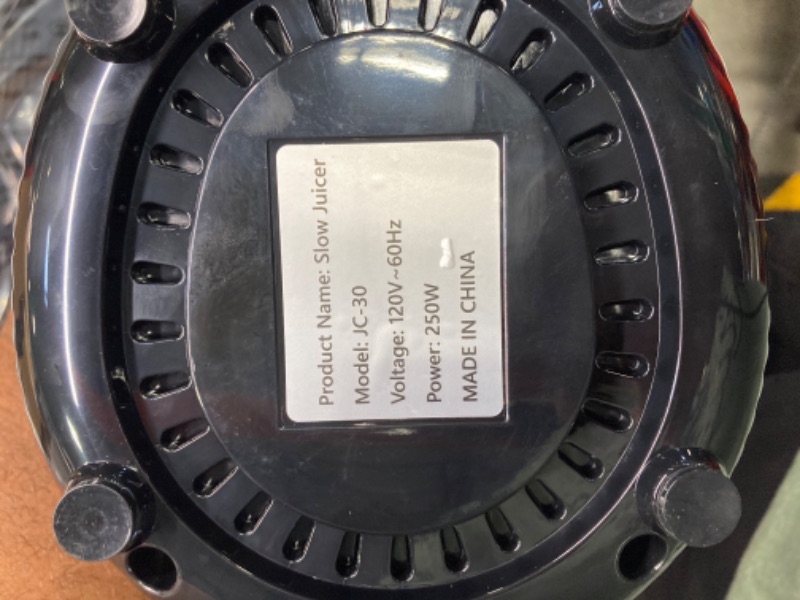 Product Name: Slow Juicer
Model: JC-30
Voltage: 120V~60Hz
Power: 250W
MADE IN CHINA